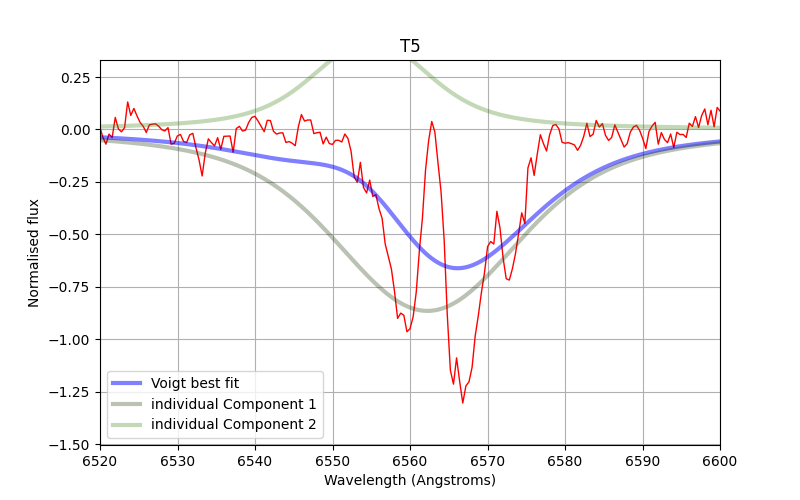 T5
Normalised flux
0.25
0.00
−0.25
−0.50
−0.75
−1.00
−1.25
−1.50
Voigt best fit
individual Component 1
individual Component 2
6520 6530 6540 6550 6560 6570 6580 6590 6600
Wavelength (Angstroms)